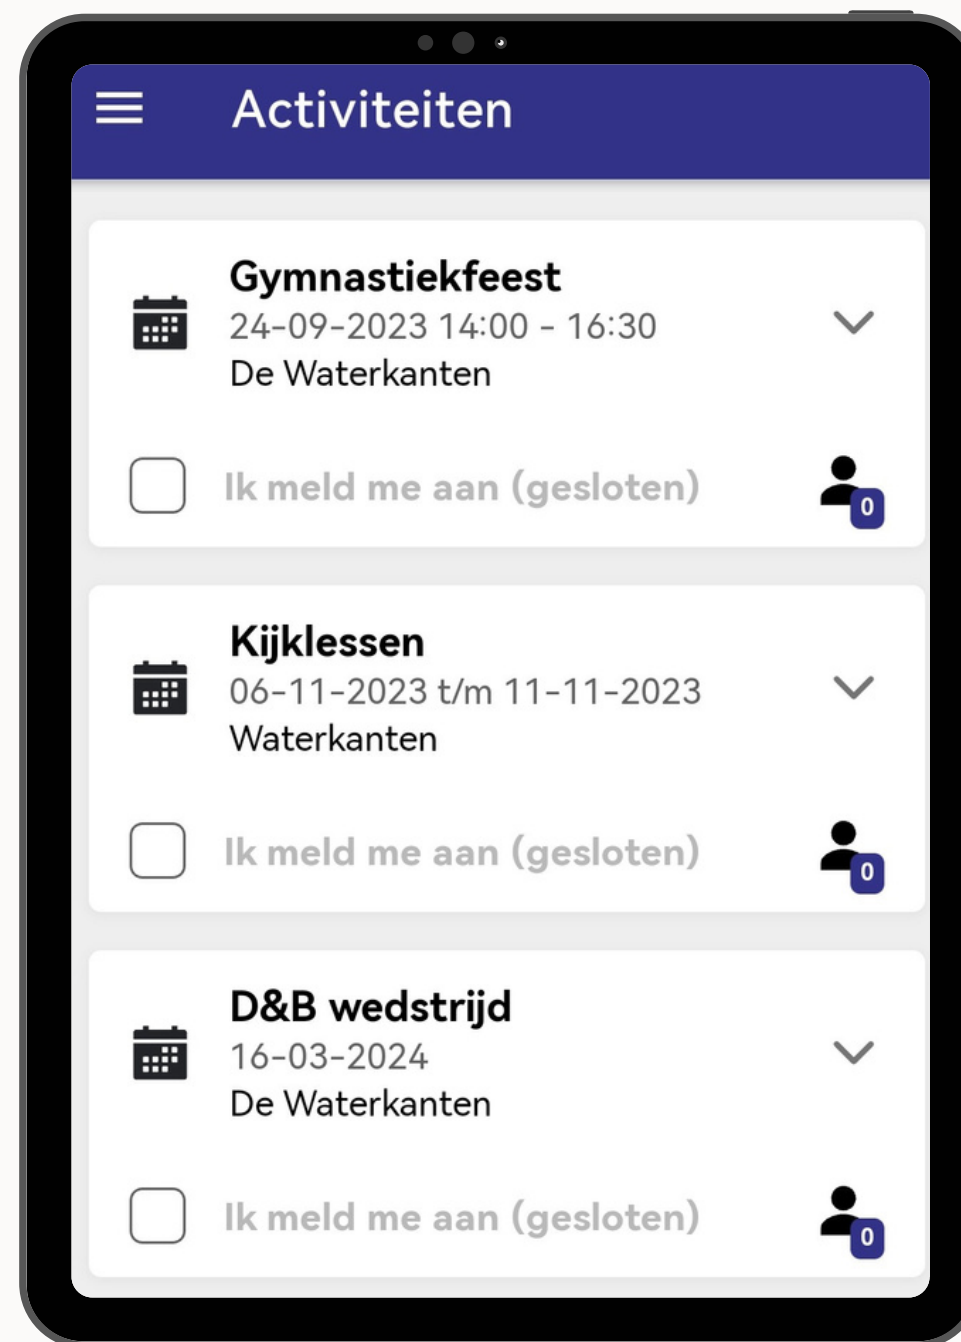 Activiteiten
Gymnastiekfeest
24-09-2023 14:00 - 16:30
De Waterkanten
Ik meld me aan (gesloten)
0
Kijklessen
06-11-2023 t/m 11-11-2023
Waterkanten
Ik meld me aan (gesloten)
0
D&B wedstrijd
16-03-2024
De Waterkanten
Ik meld me aan (gesloten)
0